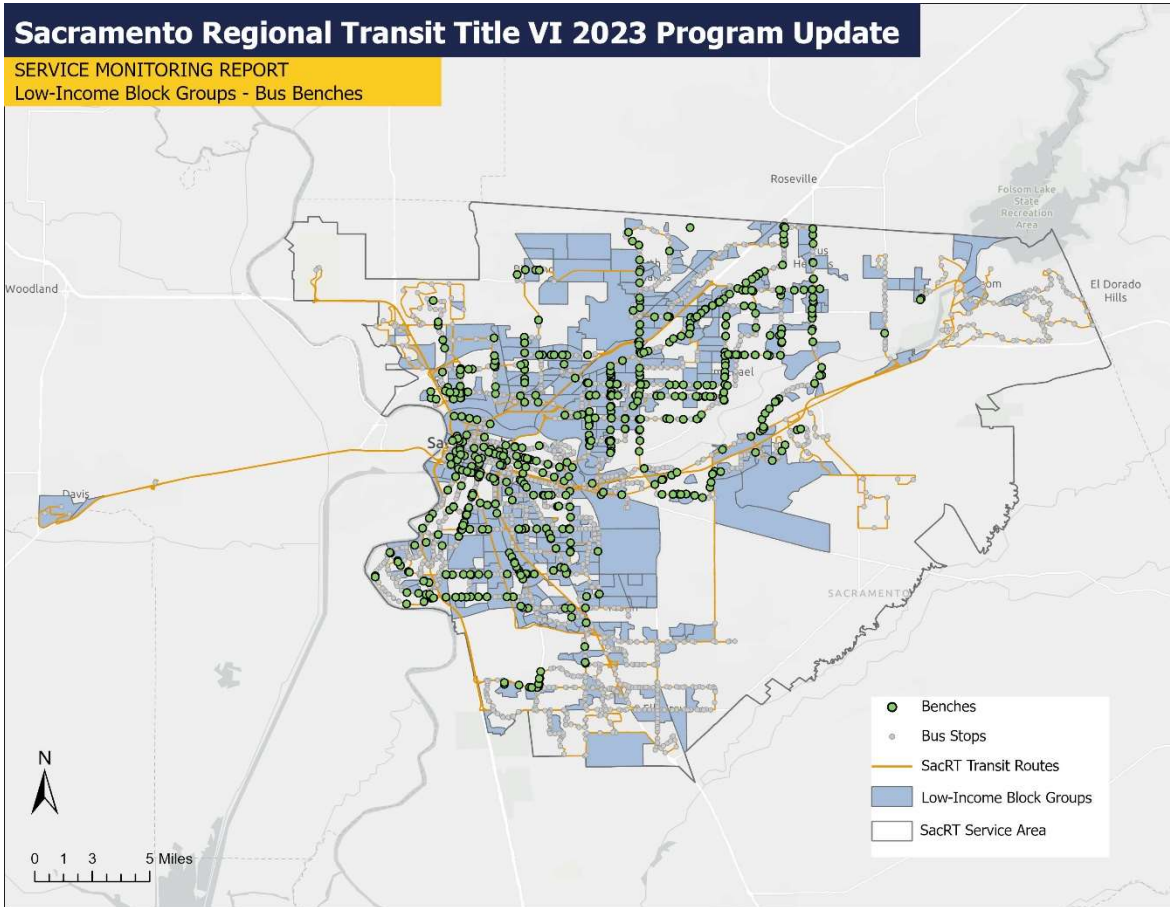 Sacramento Regional Transit Title VI 2023 Program Update
SERVICE MONITORING REPORT
Low-Income Block Groups - Bus Benches
Roseville
Folsom Lake
State
Recreation
Area
Woodland
El Dorado
Hills
Davis
SACRAMENTO
Benches
Bus Stops
SacRT Transit Routes
Low-Income Block Groups
SacRT Service Area
N
0 1 3 5 Miles